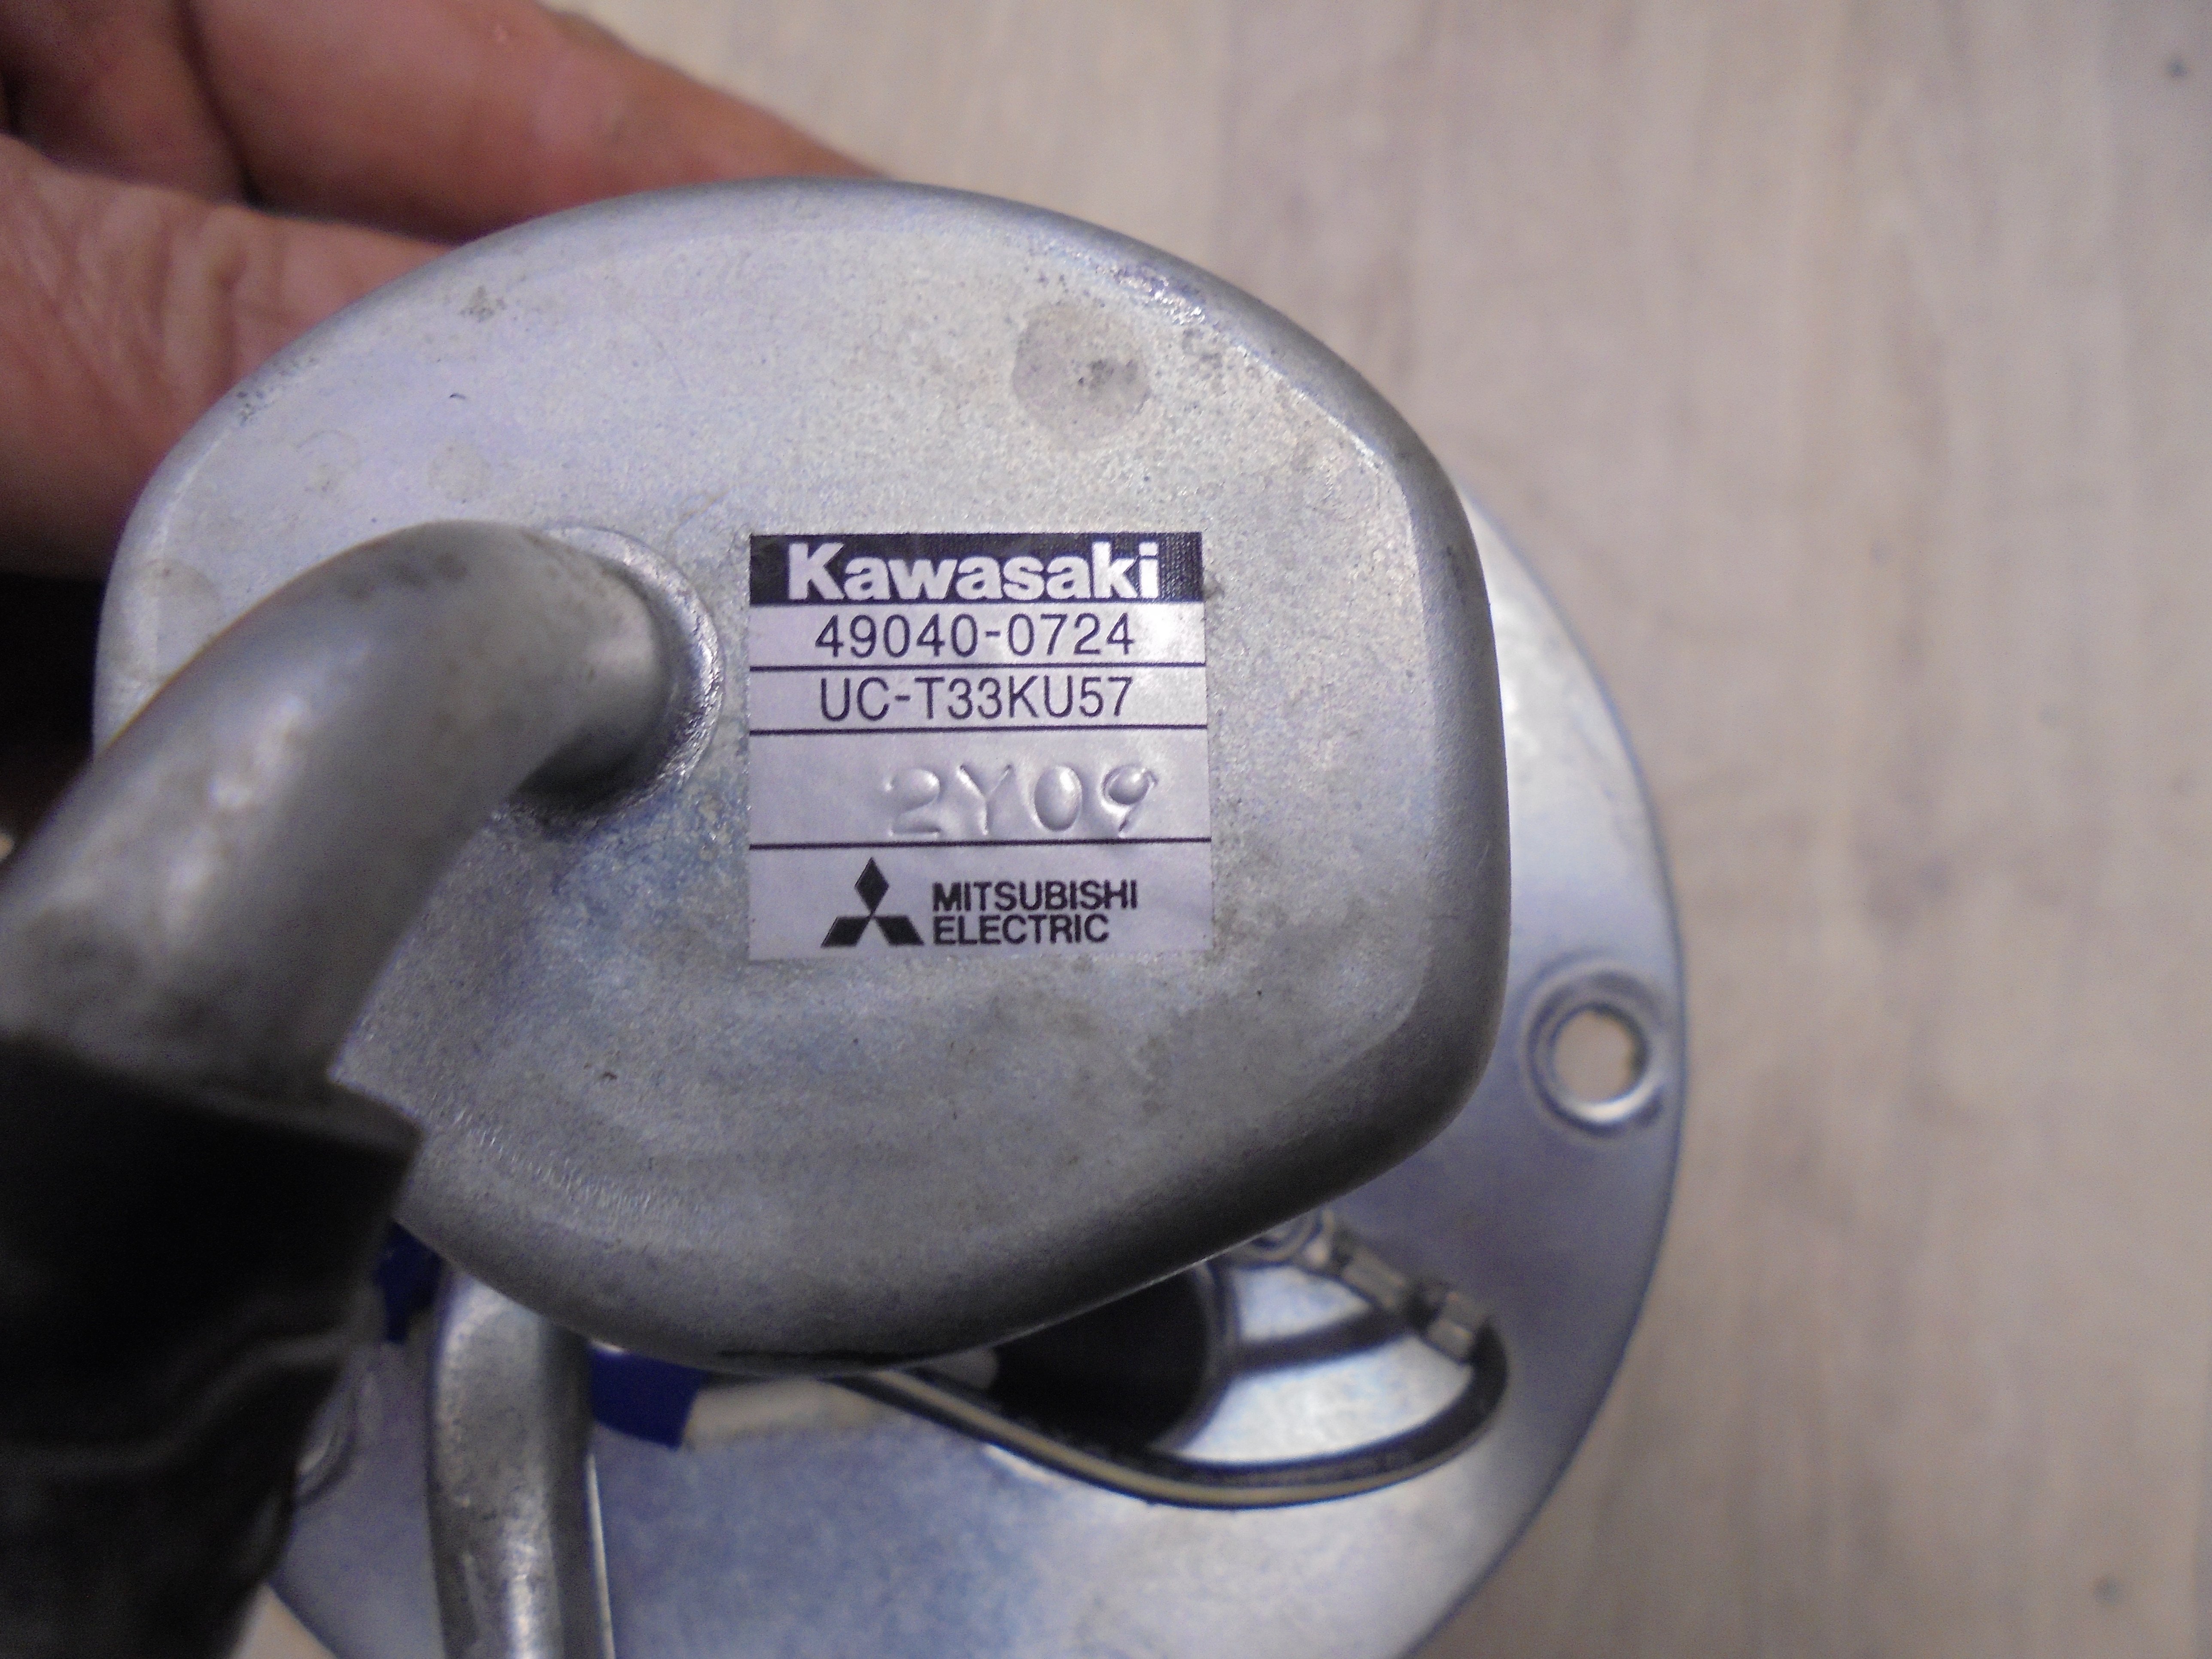 Kawasaki
49040-0724
UC-T33KU57
2Y09
MITSUBISHI
ELECTRIC